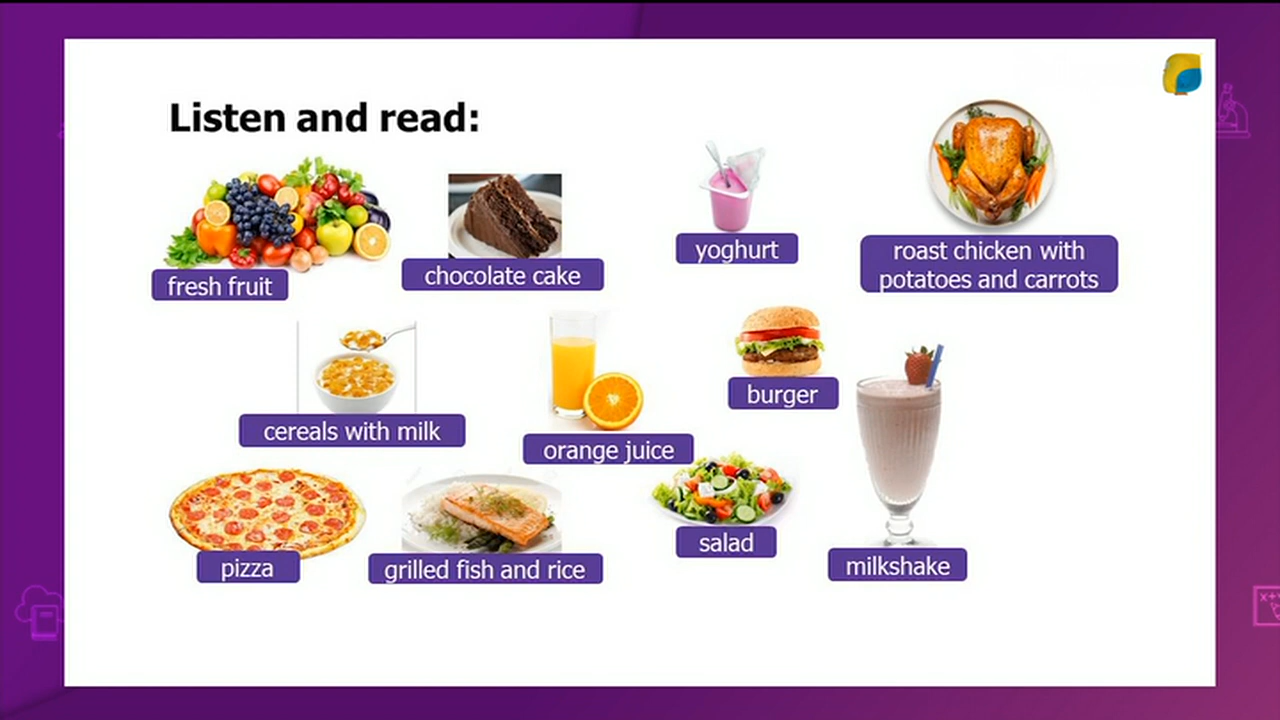 Listen and read:
fresh fruit
chocolate cake
yoghurt
roast chicken with
potatoes and carrots
cereals with milk
orange juice
burger
pizza
grilled fish and rice
salad
milkshake